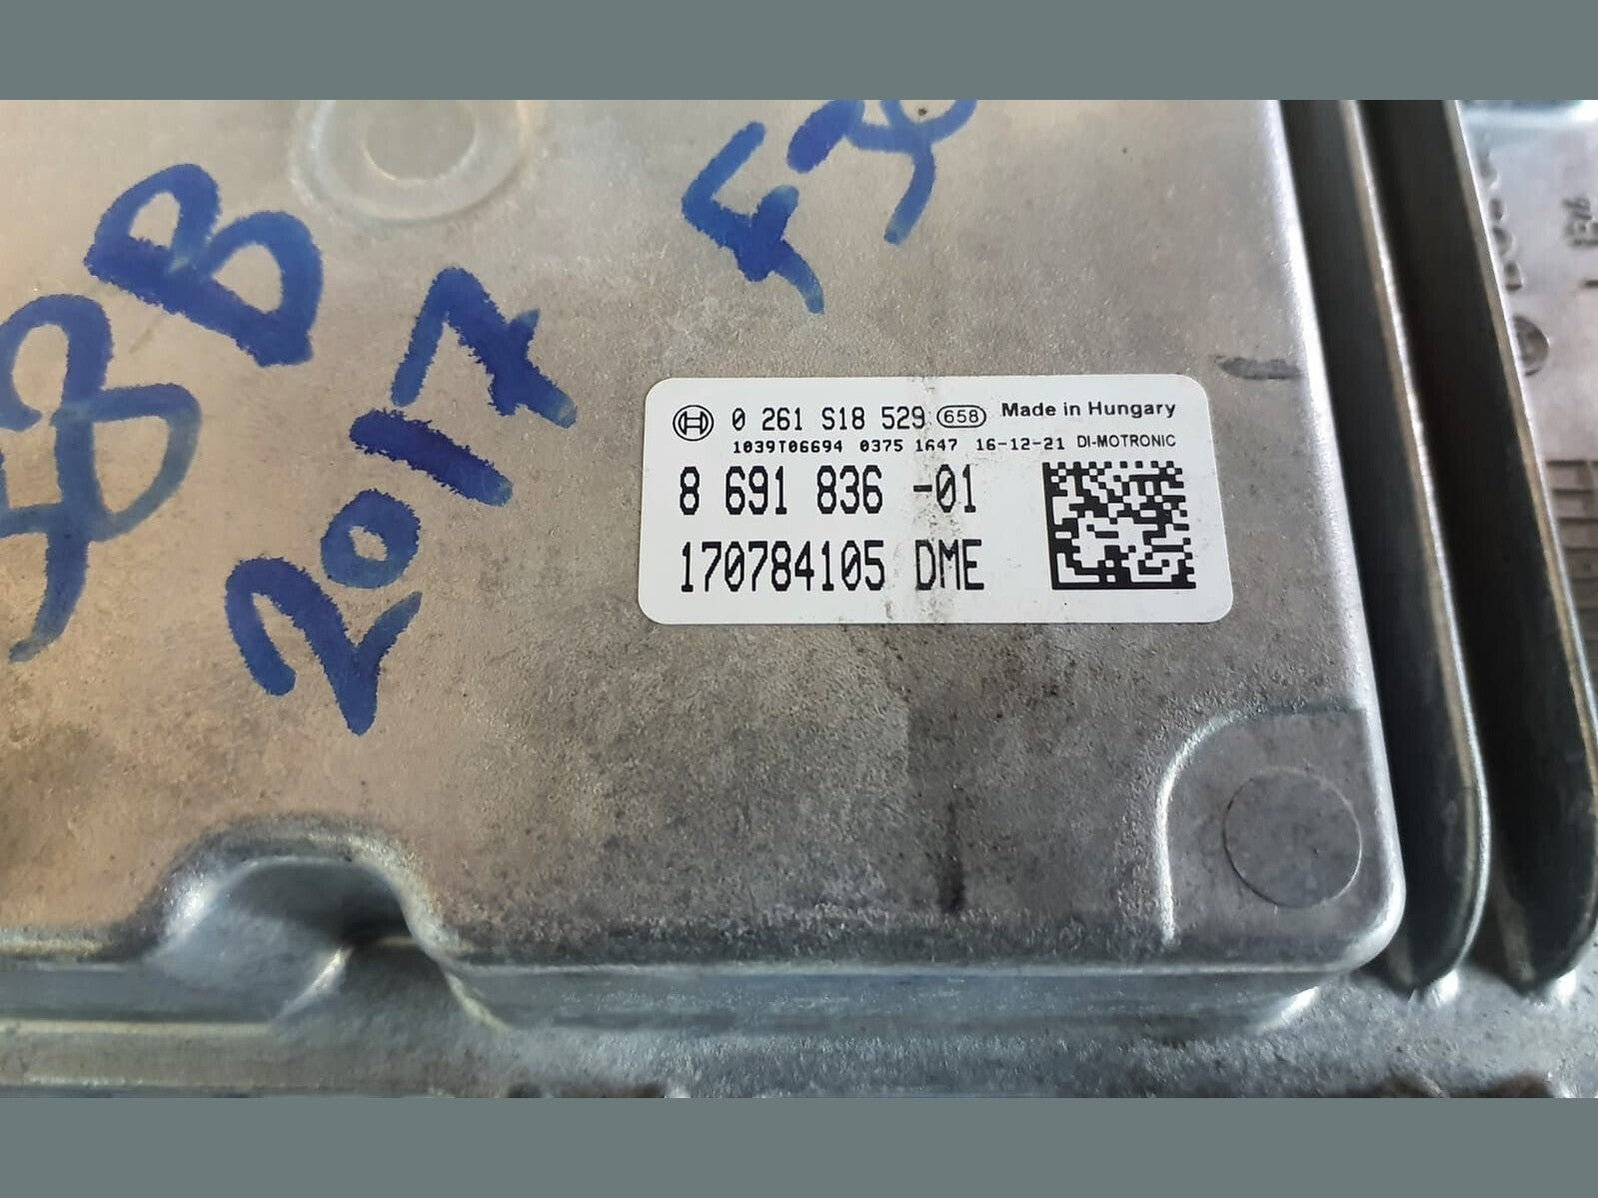 0 261 S18 529 658 Made in Hungary
1039T06694 0375 1647 16-12-21 DI-MOTRONIC
8 691 836 -01
170784105 DME
2017